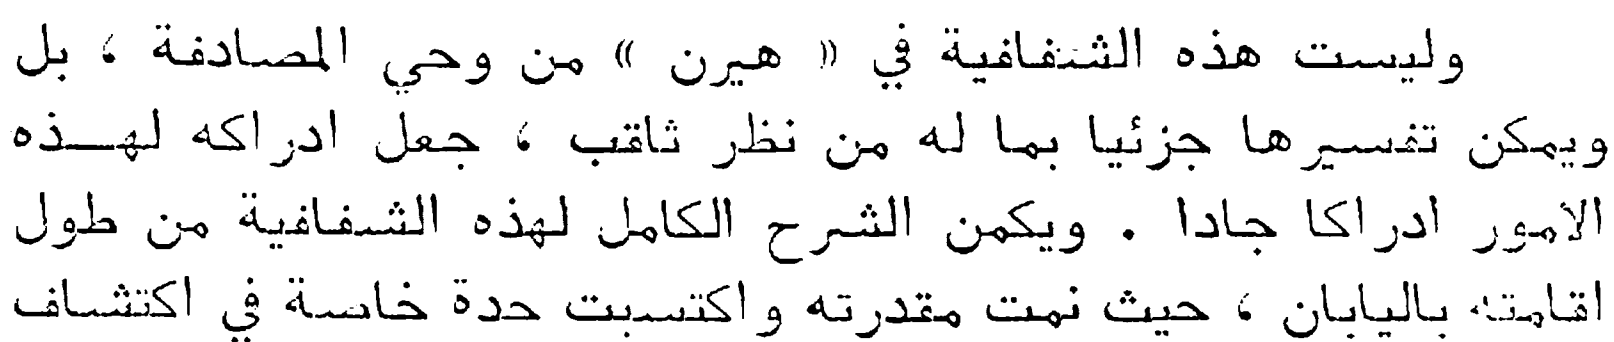 وليست هذه الشفافية في « هيرن » من وحي المصادفة ، بل
ويمكن تفسيرها جزئيا بما له من نظر ثاقب ، جعل ادراكه لهــذه
الامور ادراكا جادا . ويكمن الشرح الكامل لهذه الشفافية من طول
اقامته باليابان ، حيث نمت مقدرته واكتسبت حدة خاصة في اكتشاف